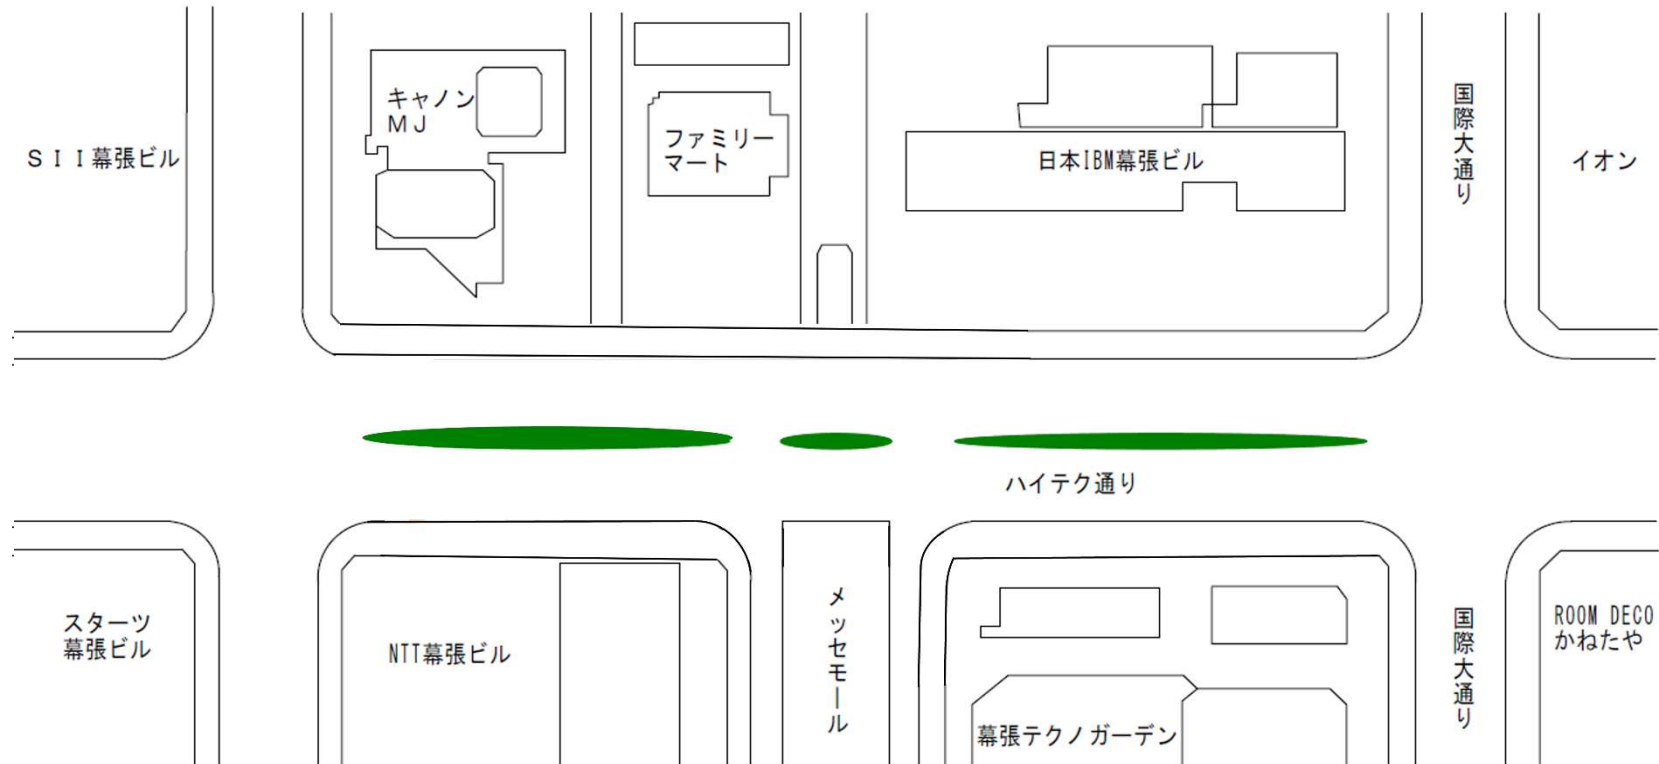 キャノン
ＭＪ
ファミリー
マート
ＳＩＩ幕張ビル
日本IBM幕張ビル
国際大通り
イオン
ハイテク通り
スターツ
幕張ビル
NTT幕張ビル
メッセモール
幕張テクノガーデン
国際大通り
ROOM DECO
かねたや